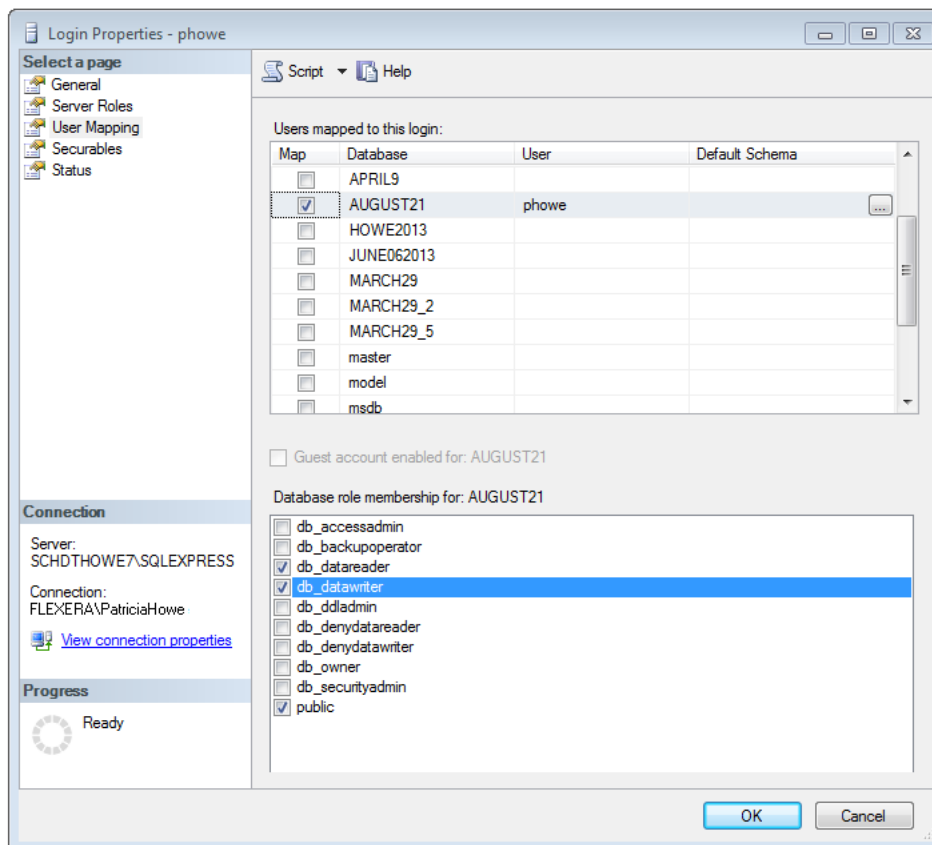 Login Properties - phowe
Select a page
General
Server Roles
User Mapping
Securables
Status
Script Help
Users mapped to this login:
Map Database User Default Schema
APRIL9
AUGUST21 phowe ...
HOWE2013
JUNE062013
MARCH29
MARCH29_2
MARCH29_5
master
model
msdb
Guest account enabled for: AUGUST21
Database role membership for: AUGUST21
db_accessadmin
db_backupoperator
db_datareader
db_datawriter
db_ddladmin
db_denydatareader
db_denydatawriter
db_owner
db_securityadmin
public
Connection
Server:
SCHDTHOWE7\SQLEXPRESS
Connection:
FLEXERA\PatriciaHowe
View connection properties
Progress
Ready
OK Cancel